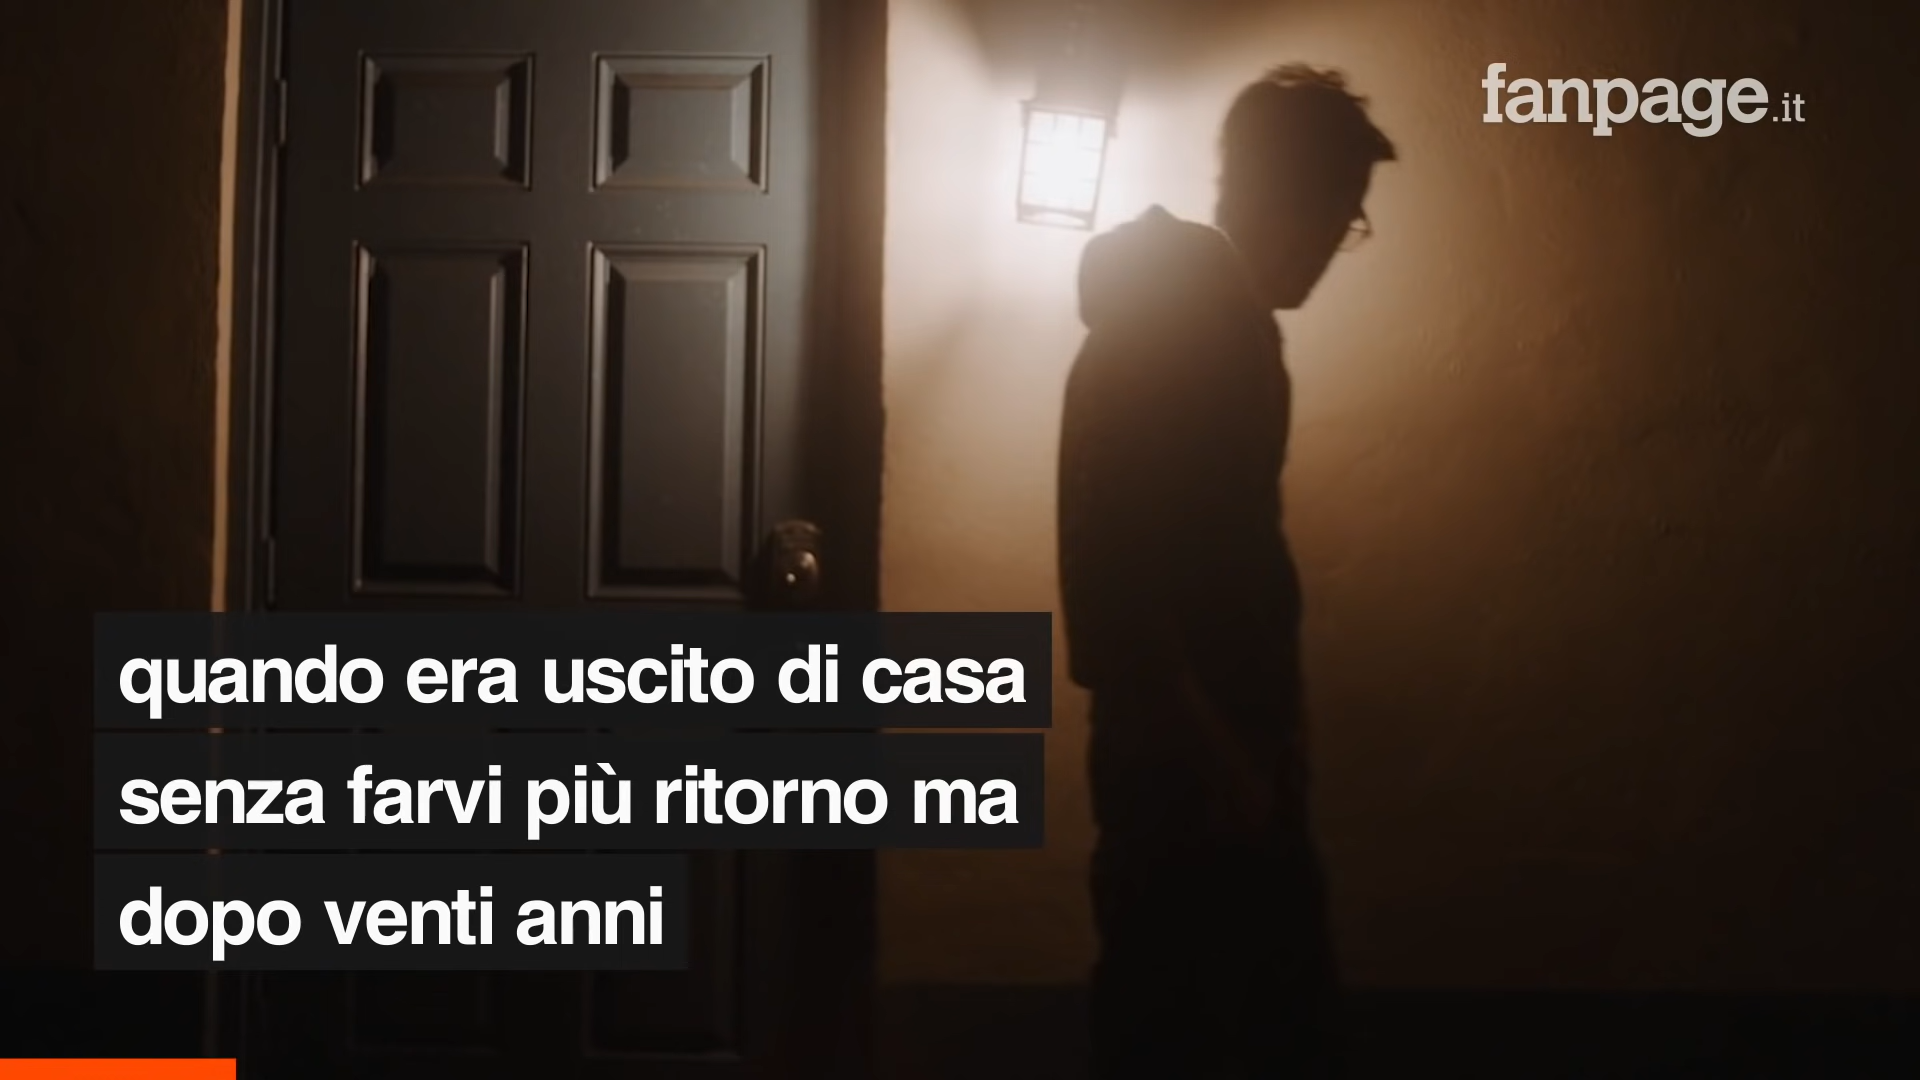 fanpage.it
quando era uscito di casa
senza farvi più ritorno ma
dopo venti anni